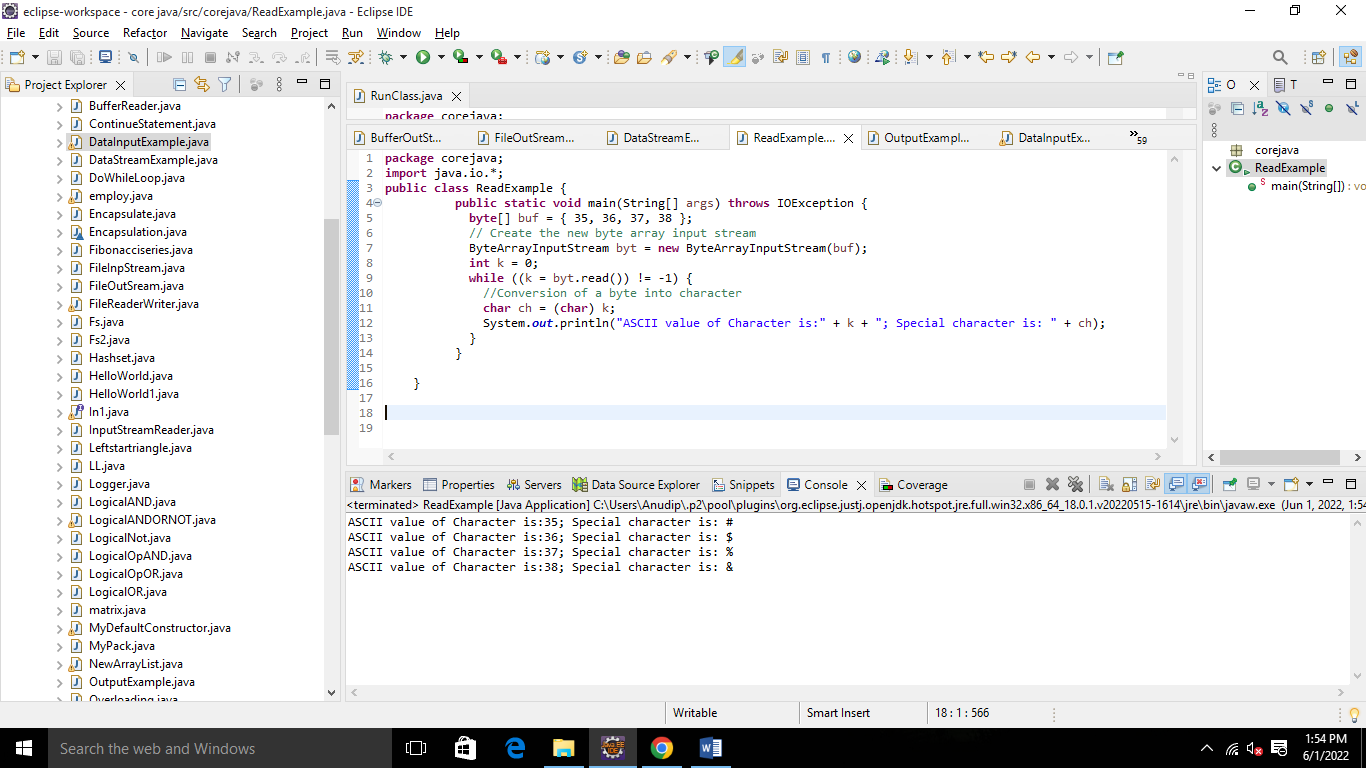 eclipse-workspace - core java/src/corejava/ReadExample.java - Eclipse IDE
File Edit Source Refactor Navigate Search Project Run Window Help
Project Explorer
BufferReader.java
ContinueStatement.java
DataInputExample.java
DataStreamExample.java
DoWhileLoop.java
employ.java
Encapsulate.java
Encapsulation.java
Fibonacciseries.java
FileInpStream.java
FileOutSream.java
FileReaderWriter.java
Fs.java
Fs2.java
Hashset.java
HelloWorld.java
HelloWorld1.java
In1.java
InputStreamReader.java
Leftstartriangle.java
LL.java
Logger.java
LogicalAND.java
LogicalANDORNOT.java
LogicalNot.java
LogicalOpAND.java
LogicalOpOR.java
LogicalOR.java
matrix.java
MyDefaultConstructor.java
MyPack.java
NewArrayList.java
OutputExample.java
Overloading.java
RunClass.java
package corejava;
BufferOutSt... FileOutSream... DataStreamE... ReadExample.... OutputExampl... DataInputEx... »59
1 package corejava;
2 import java.io.*;
3 public class ReadExample {
4 public static void main(String[] args) throws IOException {
5 byte[] buf = { 35, 36, 37, 38 };
6 // Create the new byte array input stream
7 ByteArrayInputStream byt = new ByteArrayInputStream(buf);
8 int k = 0;
9 while ((k = byt.read()) != -1) {
10 //Conversion of a byte into character
11 char ch = (char) k;
12 System.out.println("ASCII value of Character is:" + k + "; Special character is: " + ch);
13 }
14 }
15
16 }
17
18
19
O T
corejava
ReadExample
main(String[]) : vo
Markers Properties Servers Data Source Explorer Snippets Console Coverage
<terminated> ReadExample [Java Application] C:\Users\Anudip\.p2\pool\plugins\org.eclipse.justj.openjdk.hotspot.jre.full.win32.x86_64_18.0.1.v20220515-1614\jre\bin\javaw.exe (Jun 1, 2022, 1:54
ASCII value of Character is:35; Special character is: #
ASCII value of Character is:36; Special character is: $
ASCII value of Character is:37; Special character is: %
ASCII value of Character is:38; Special character is: &
Writable Smart Insert 18 : 1 : 566
Search the web and Windows
1:54 PM
6/1/2022